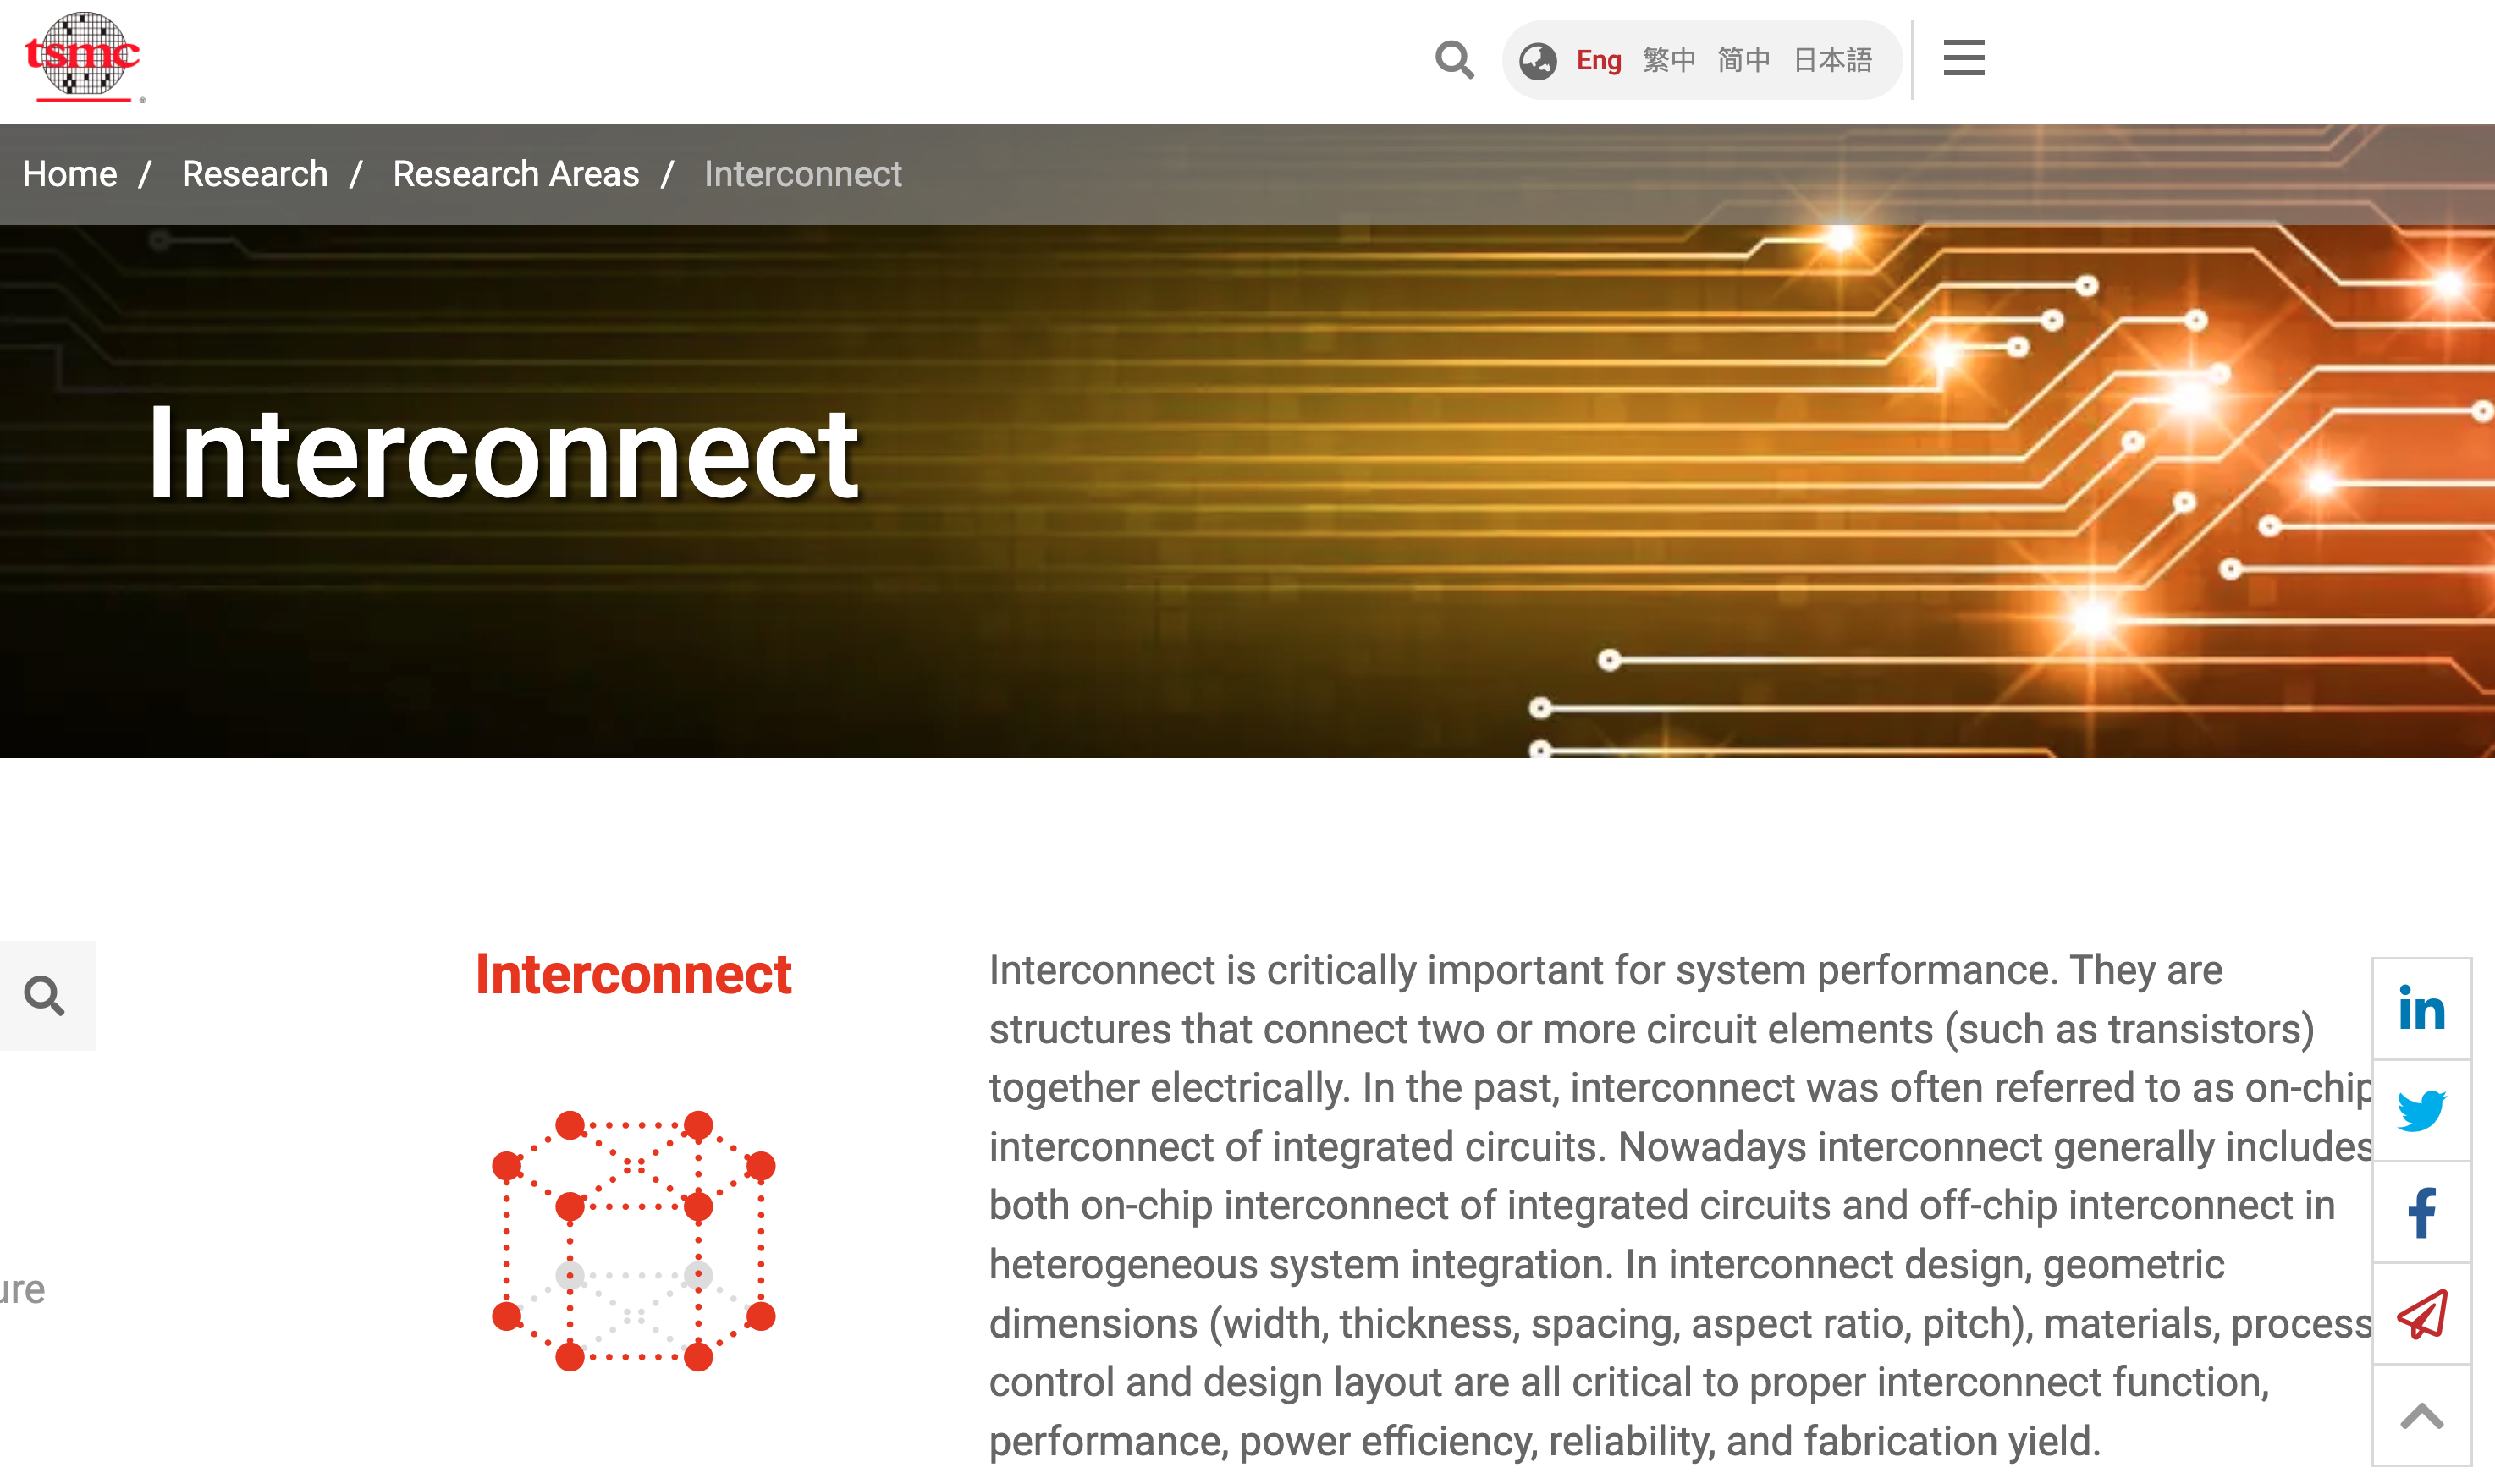 tsmc
Eng 繁中 简中 日本語
Home / Research / Research Areas / Interconnect
Interconnect
Interconnect
Interconnect is critically important for system performance. They are
structures that connect two or more circuit elements (such as transistors)
together electrically. In the past, interconnect was often referred to as on-chip
interconnect of integrated circuits. Nowadays interconnect generally includes
both on-chip interconnect of integrated circuits and off-chip interconnect in
heterogeneous system integration. In interconnect design, geometric
dimensions (width, thickness, spacing, aspect ratio, pitch), materials, process
control and design layout are all critical to proper interconnect function,
performance, power efficiency, reliability, and fabrication yield.
in
f